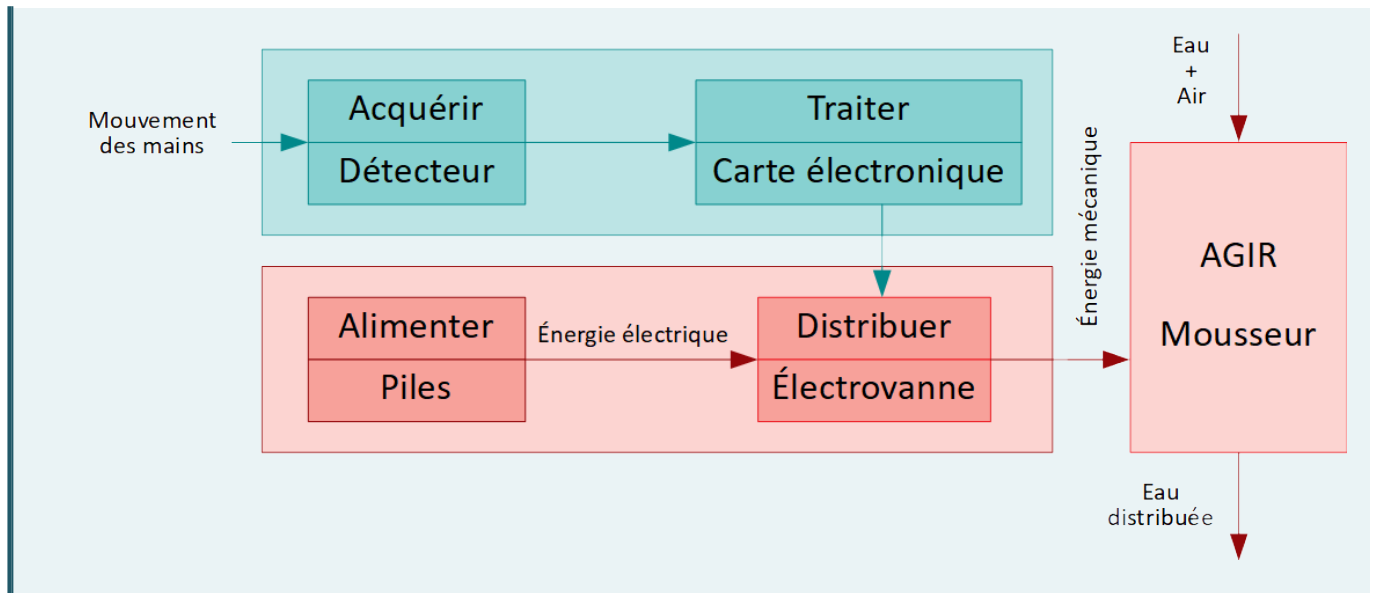 Mouvement
des mains
Acquérir
Détecteur
Traiter
Carte électronique
Eau
+
Air
Énergie mécanique
AGIR
Mousseur
Alimenter
Piles
Énergie électrique
Distribuer
Électrovanne
Eau
distribuée